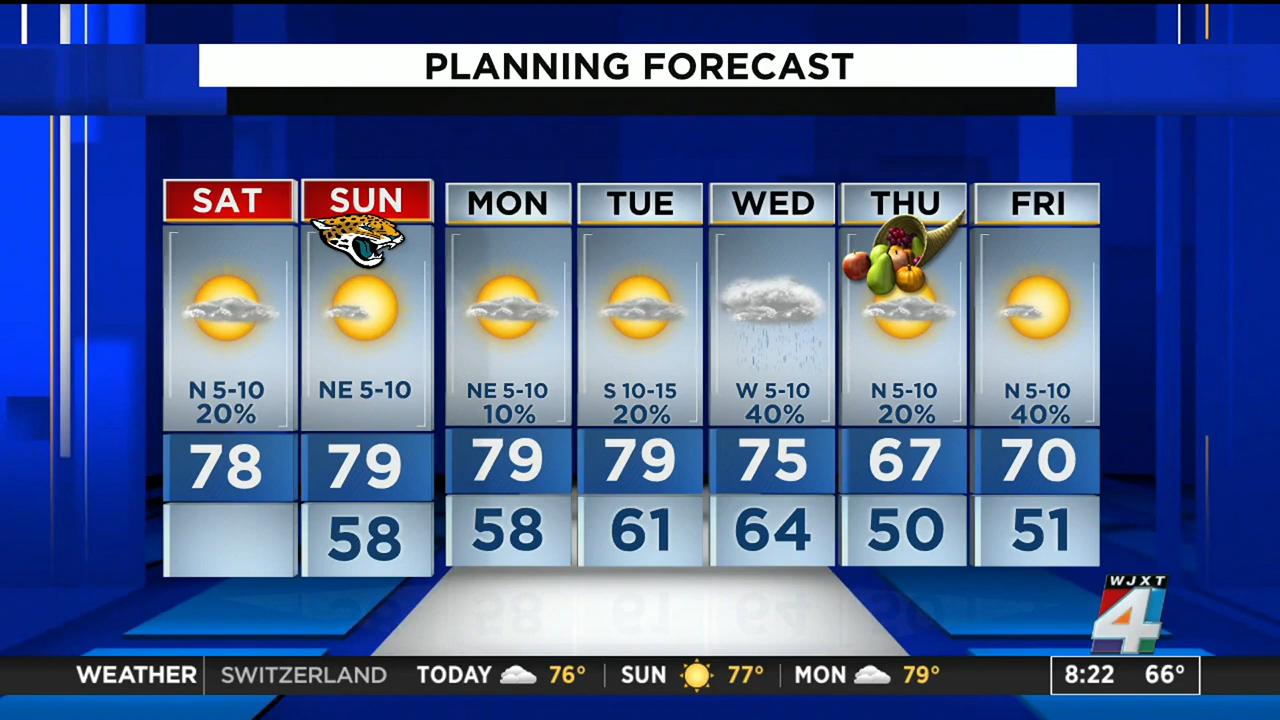 PLANNING FORECAST
SAT SUN MON TUE WED THU FRI
N 5-10 NE 5-10 NE 5-10 S 10-15 W 5-10 N 5-10 N 5-10
20% 10% 20% 40% 20% 40%
78 79 79 79 75 67 70
58 58 61 64 50 51
WJXT
4
WEATHER SWITZERLAND TODAY 76° SUN 77° MON 79° 8:22 66°